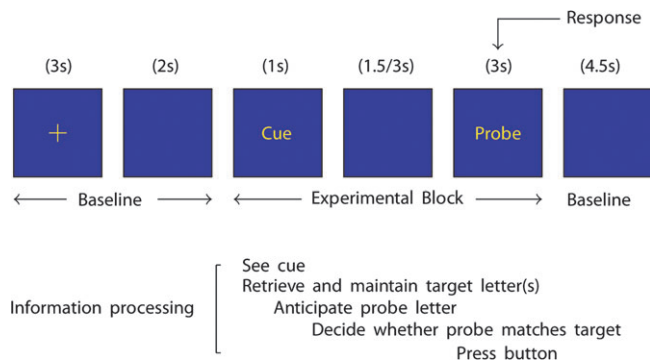 Response
(3s) (2s) (1s) (1.5/3s) (3s) (4.5s)
+ Cue Probe
Baseline Experimental Block Baseline
See cue
Retrieve and maintain target letter(s)
Information processing Anticipate probe letter
Decide whether probe matches target
Press button